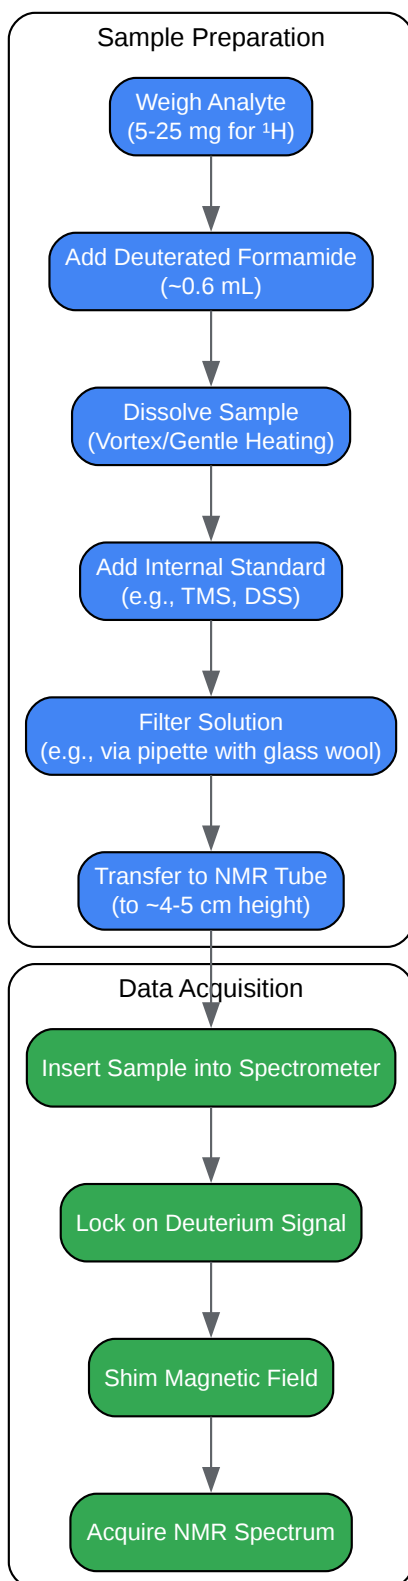 Sample Preparation
Weigh Analyte
(5-25 mg for ¹H)
Add Deuterated Formamide
(~0.6 mL)
Dissolve Sample
(Vortex/Gentle Heating)
Add Internal Standard
(e.g., TMS, DSS)
Filter Solution
(e.g., via pipette with glass wool)
Transfer to NMR Tube
(to ~4-5 cm height)
Data Acquisition
Insert Sample into Spectrometer
Lock on Deuterium Signal
Shim Magnetic Field
Acquire NMR Spectrum